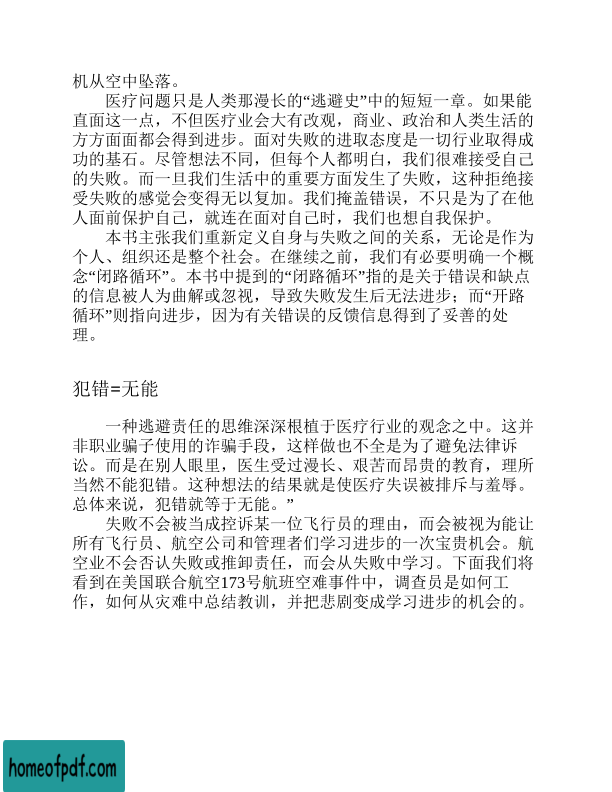 机从空中坠落。
医疗问题只是人类那漫长的“逃避史”中的短短一章。如果能
直面这一点，不但医疗业会大有改观，商业、政治和人类生活的
方方面面都会得到进步。面对失败的进取态度是一切行业取得成
功的基石。尽管想法不同，但每个人都明白，我们很难接受自己
的失败。而一旦我们生活中的重要方面发生了失败，这种拒绝接
受失败的感觉会变得无以复加。我们掩盖错误，不只是为了在他
人面前保护自己，就连在面对自己时，我们也想自我保护。
本书主张我们重新定义自身与失败之间的关系，无论是作为
个人、组织还是整个社会。在继续之前，我们有必要明确一个概
念“闭路循环”。本书中提到的“闭路循环”指的是关于错误和缺点
的信息被人为曲解或忽视，导致失败发生后无法进步；而“开路
循环”则指向进步，因为有关错误的反馈信息得到了妥善的处
理。
犯错=无能
一种逃避责任的思维深深根植于医疗行业的观念之中。这并
非职业骗子使用的诈骗手段，这样做也不全是为了避免法律诉
讼。而是在别人眼里，医生受过漫长、艰苦而昂贵的教育，理所
当然不能犯错。这种想法的结果就是使医疗失误被排斥与羞辱。
总体来说，犯错就等于无能。”
失败不会被当成控诉某一位飞行员的理由，而会被视为能让
所有飞行员、航空公司和管理者们学习进步的一次宝贵机会。航
空业不会否认失败或推卸责任，而会从失败中学习。下面我们将
看到在美国联合航空173号航班空难事件中，调查员是如何工
作，如何从灾难中总结教训，并把悲剧变成学习进步的机会的。
homeofpdf.com